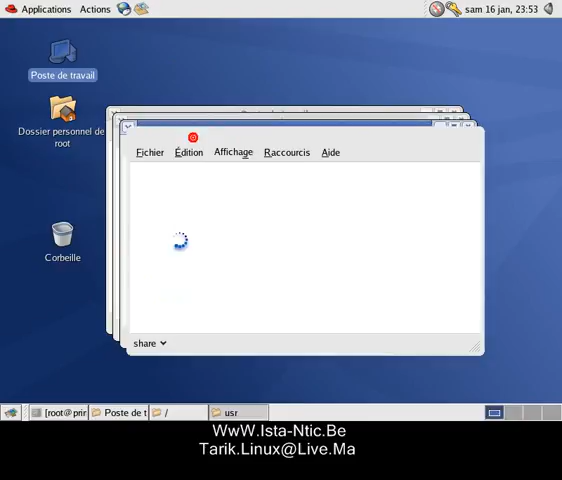 Applications Actions sam 16 jan, 23:53
Poste de travail
Dossier personnel de
root
Corbeille
Fichier Édition Affichage Raccourcis Aide
share
[root@prin Poste de t / usr
WwW.Ista-Ntic.Be
Tarik.Linux@Live.Ma